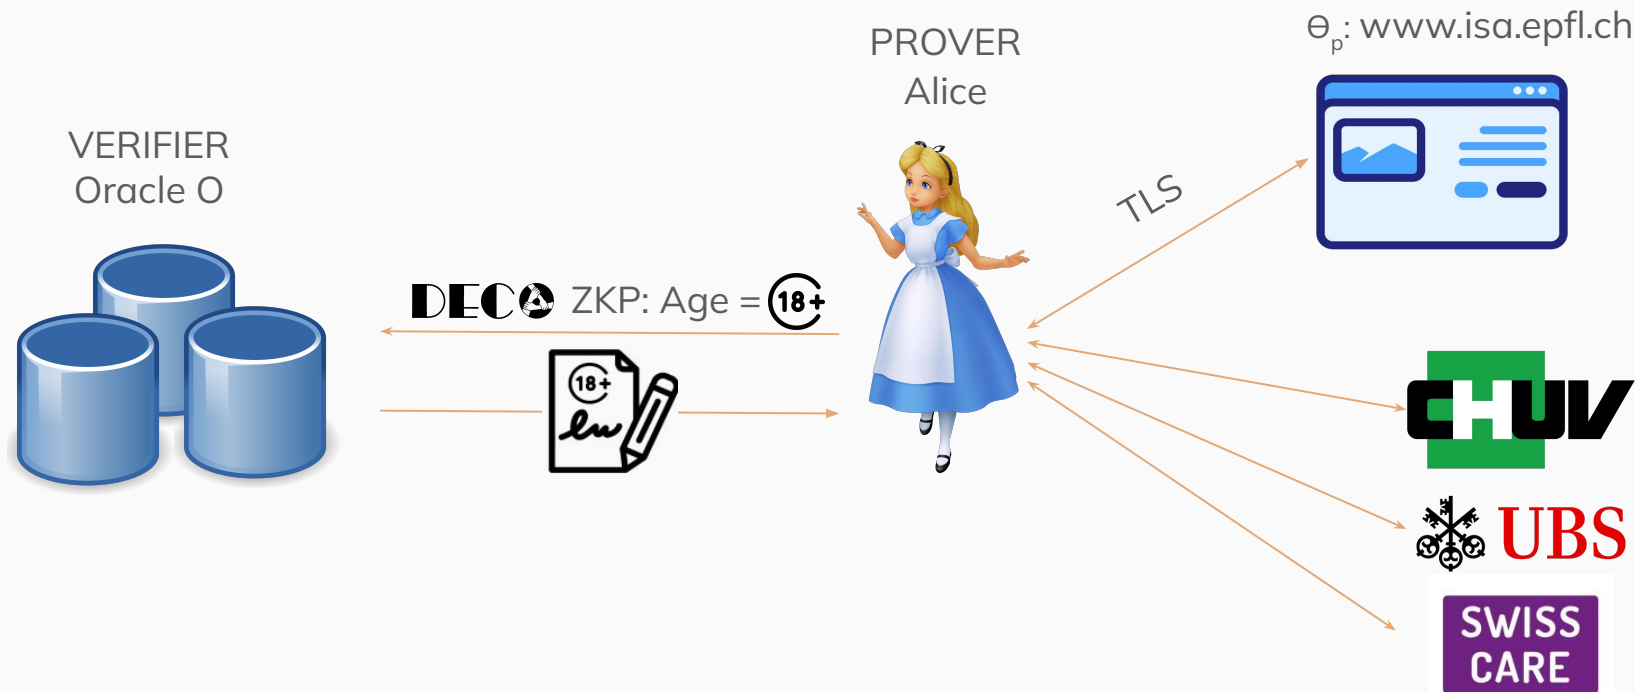 VERIFIER
Oracle O
DECO ZKP: Age = 18+
18+
PROVER
Alice
TLS
Θp: www.isa.epfl.ch
CHUV
UBS
SWISS
CARE